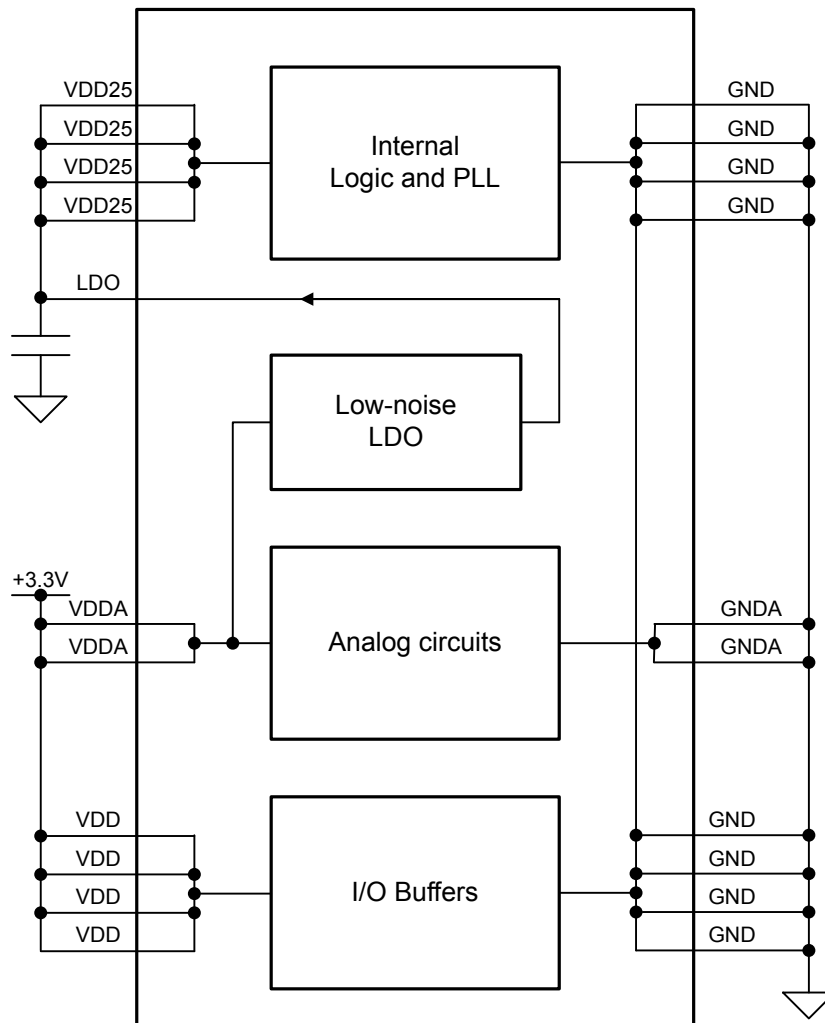 VDD25
VDD25
VDD25
VDD25
Internal
Logic and PLL
GND
GND
GND
GND
LDO
Low-noise
LDO
+3.3V
VDDA
VDDA
Analog circuits
GNDA
GNDA
VDD
VDD
VDD
VDD
I/O Buffers
GND
GND
GND
GND